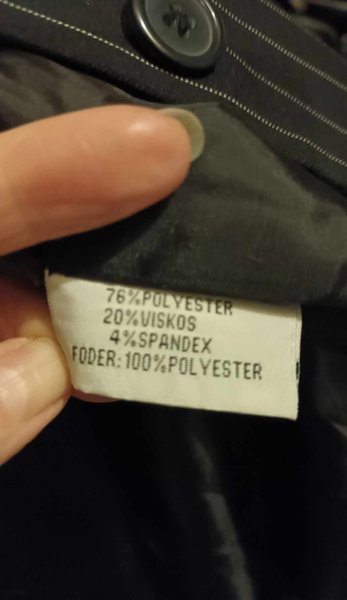 76%POLYESTER
20%VISKOS
4%SPANDEX
FODER:100%POLYESTER